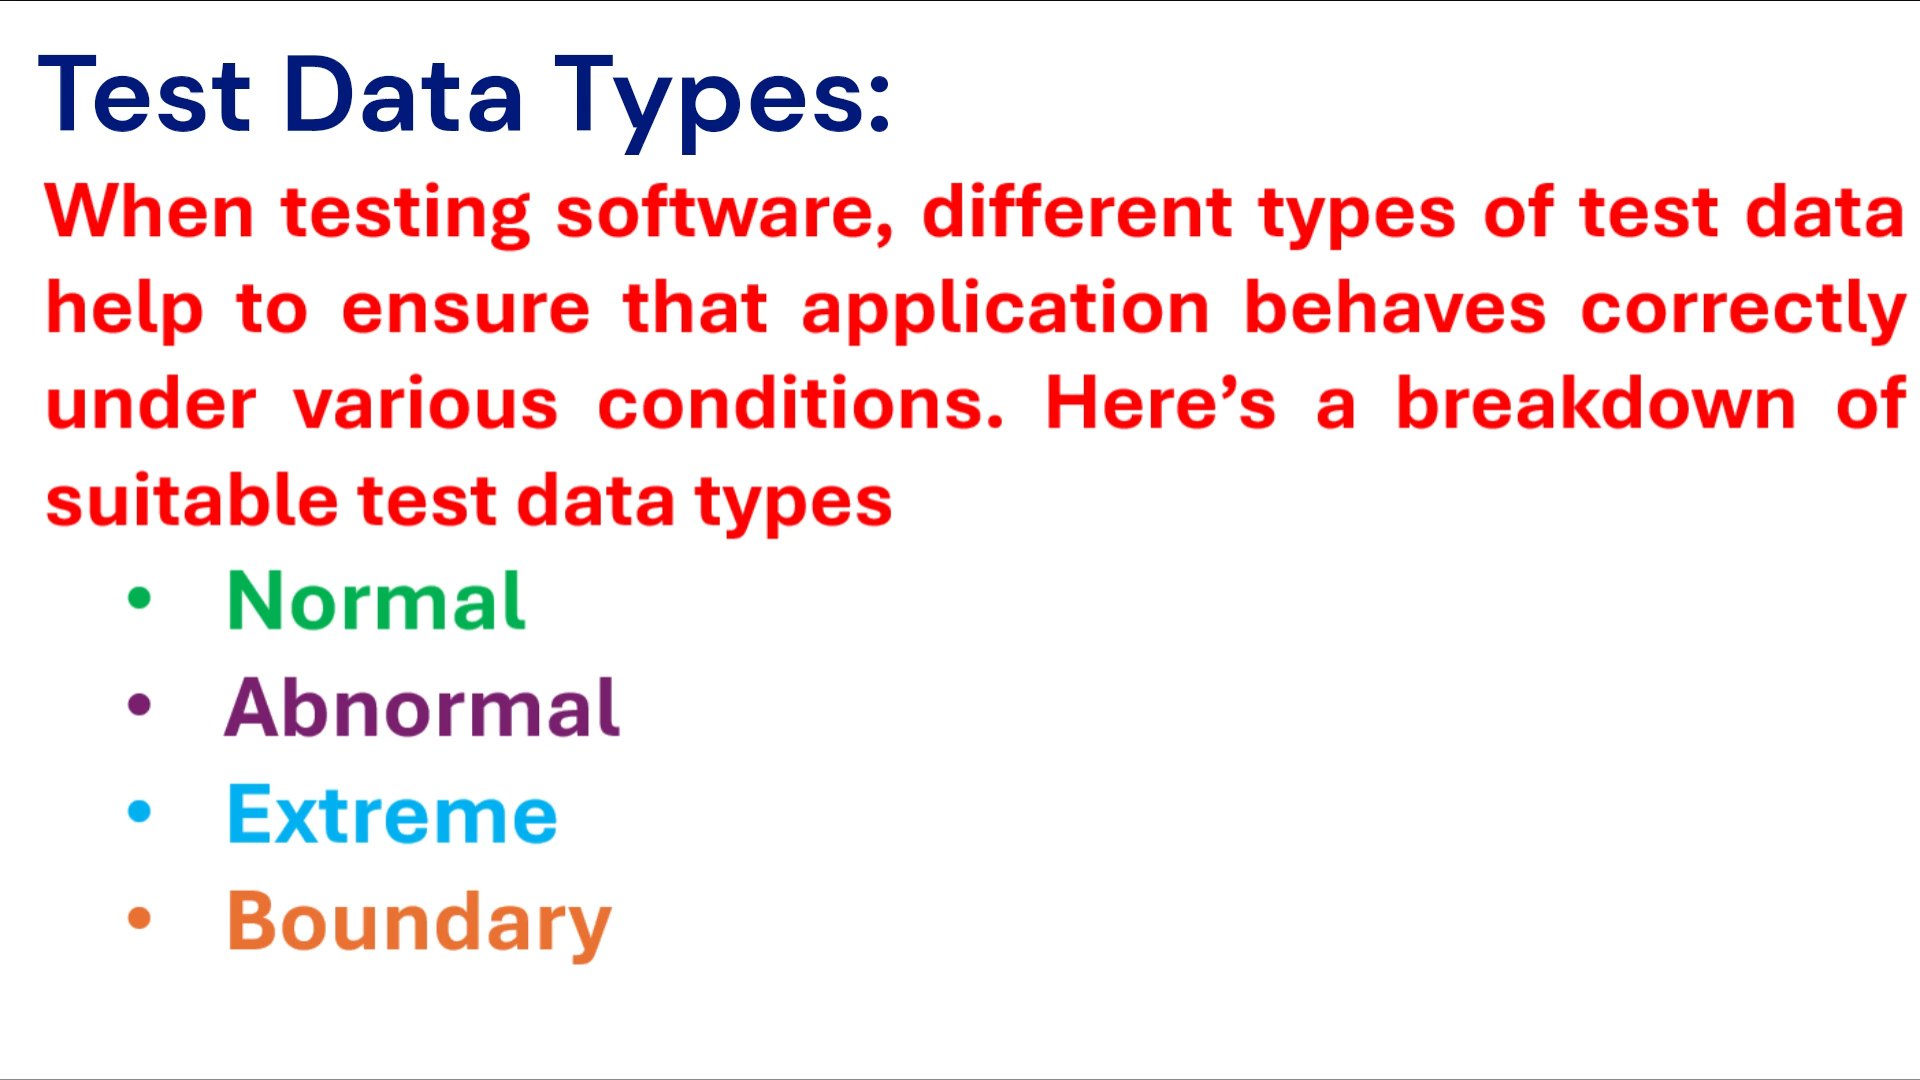 Test Data Types:
When testing software, different types of test data
help to ensure that application behaves correctly
under various conditions. Here’s a breakdown of
suitable test data types
• Normal
• Abnormal
• Extreme
• Boundary